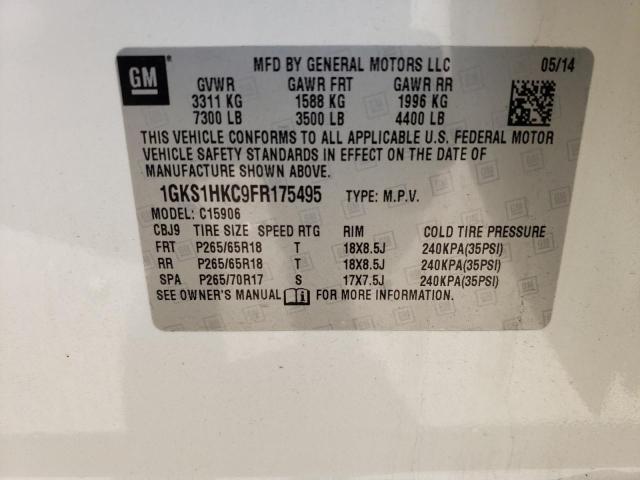 GM
MFD BY GENERAL MOTORS LLC 05/14
GVWR GAWR FRT GAWR RR
3311 KG 1588 KG 1996 KG
7300 LB 3500 LB 4400 LB
THIS VEHICLE CONFORMS TO ALL APPLICABLE U.S. FEDERAL MOTOR
VEHICLE SAFETY STANDARDS IN EFFECT ON THE DATE OF
MANUFACTURE SHOWN ABOVE.
1GKS1HKC9FR175495 TYPE: M.P.V.
MODEL: C15906
CBJ9 TIRE SIZE SPEED RTG RIM COLD TIRE PRESSURE
FRT P265/65R18 T 18X8.5J 240KPA(35PSI)
RR P265/65R18 T 18X8.5J 240KPA(35PSI)
SPA P265/70R17 S 17X7.5J 240KPA(35PSI)
SEE OWNER'S MANUAL FOR MORE INFORMATION.